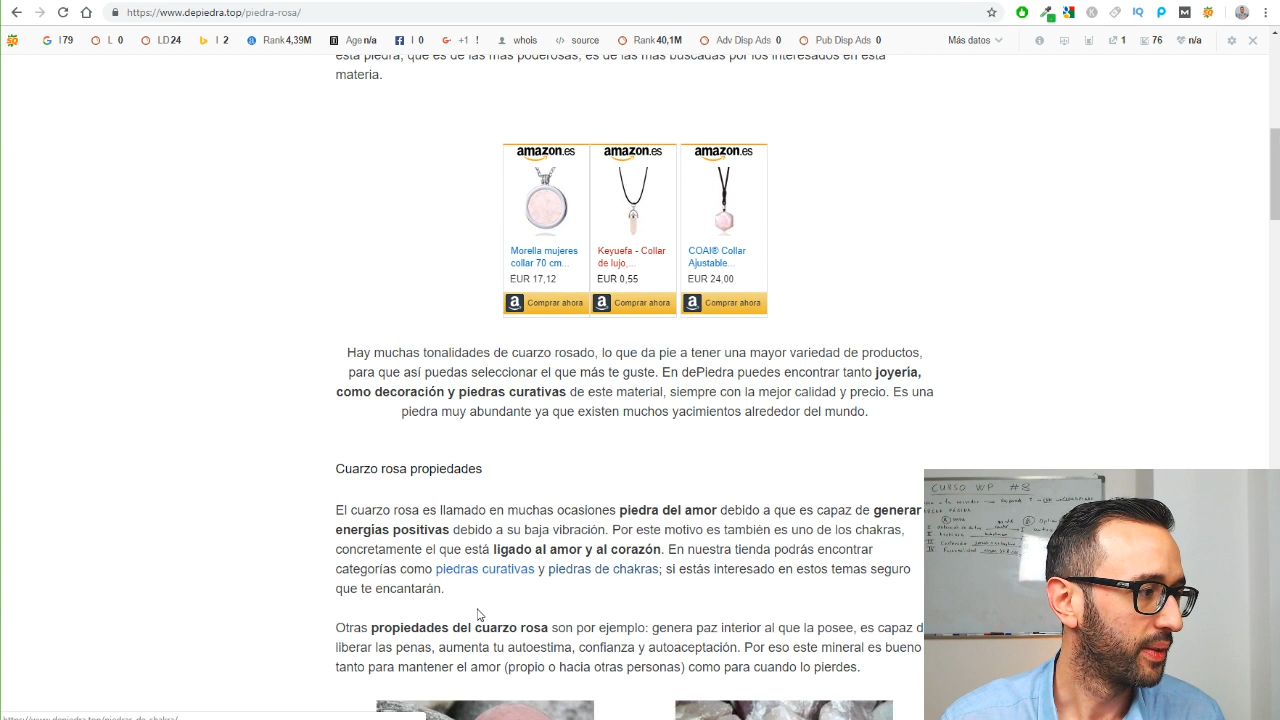 https://www.depiedra.top/piedra-rosa/
I 79 L 0 LD 24 I 2 Rank 4,39M Age n/a I 0 +1 ! whois source Rank 40,1M Adv Disp Ads 0 Pub Disp Ads 0 Más datos 1 76 n/a
esta piedra, que es de las más poderosas, es de las más buscadas por los interesados en esta
materia.
amazon.es amazon.es amazon.es
Morella mujeres Keyuefa - Collar COAI® Collar
collar 70 cm... de lujo,... Ajustable...
EUR 17,12 EUR 0,55 EUR 24,00
Comprar ahora Comprar ahora Comprar ahora
Hay muchas tonalidades de cuarzo rosado, lo que da pie a tener una mayor variedad de productos,
para que así puedas seleccionar el que más te guste. En dePiedra puedes encontrar tanto joyería,
como decoración y piedras curativas de este material, siempre con la mejor calidad y precio. Es una
piedra muy abundante ya que existen muchos yacimientos alrededor del mundo.
Cuarzo rosa propiedades
El cuarzo rosa es llamado en muchas ocasiones piedra del amor debido a que es capaz de generar
energías positivas debido a su baja vibración. Por este motivo es también es uno de los chakras,
concretamente el que está ligado al amor y al corazón. En nuestra tienda podrás encontrar
categorías como piedras curativas y piedras de chakras; si estás interesado en estos temas seguro
que te encantarán.
Otras propiedades del cuarzo rosa son por ejemplo: genera paz interior al que la posee, es capaz d
liberar las penas, aumenta tu autoestima, confianza y autoaceptación. Por eso este mineral es bueno
tanto para mantener el amor (propio o hacia otras personas) como para cuando lo pierdes.
CURSO WP #8